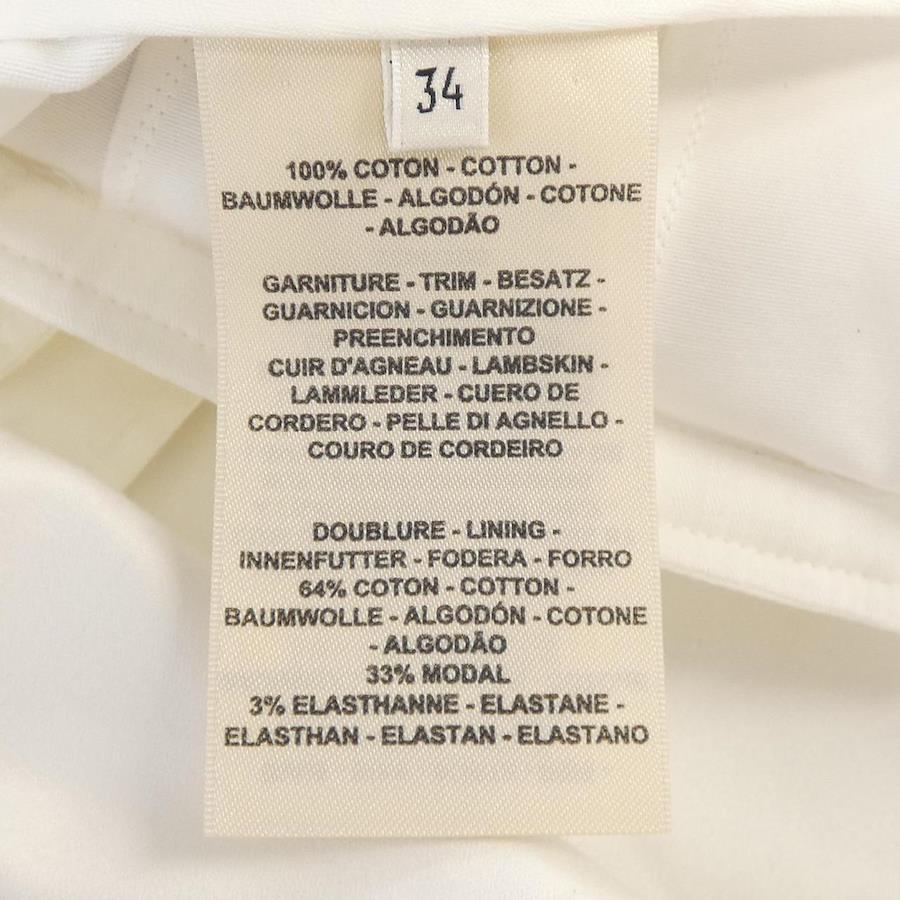 34
100% COTON - COTTON -
BAUMWOLLE - ALGODÓN - COTONE
- ALGODÃO
GARNITURE - TRIM - BESATZ -
GUARNICION - GUARNIZIONE -
PREENCHIMENTO
CUIR D'AGNEAU - LAMBSKIN -
LAMMLEDER - CUERO DE
CORDERO - PELLE DI AGNELLO -
COURO DE CORDEIRO
DOUBLURE - LINING -
INNENFUTTER - FODERA - FORRO
64% COTON - COTTON -
BAUMWOLLE - ALGODÓN - COTONE
- ALGODÃO
33% MODAL
3% ELASTHANNE - ELASTANE -
ELASTHAN - ELASTAN - ELASTANO